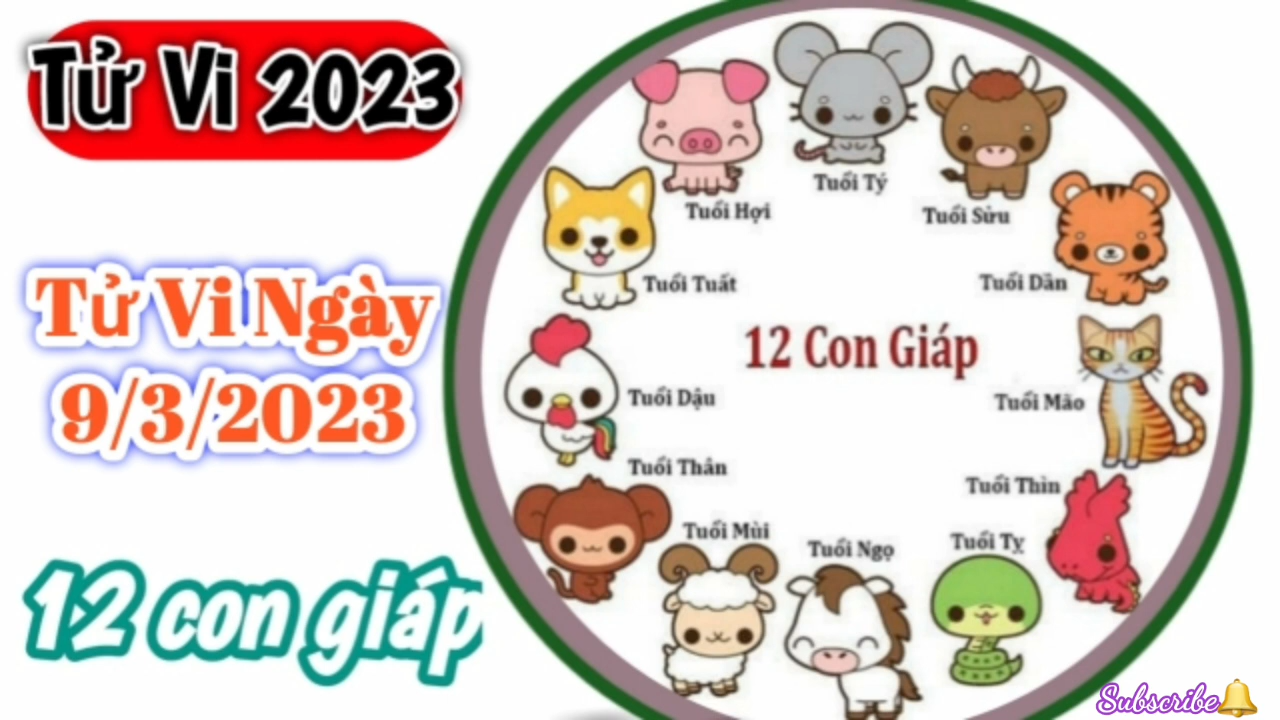 Tử Vi 2023
Tử Vi Ngày
9/3/2023
12 con giáp
Tuổi Tý
Tuổi Sửu
Tuổi Dần
Tuổi Mão
Tuổi Thìn
Tuổi Tỵ
Tuổi Ngọ
Tuổi Mùi
Tuổi Thân
Tuổi Dậu
Tuổi Tuất
Tuổi Hợi
12 Con Giáp
Subscribe